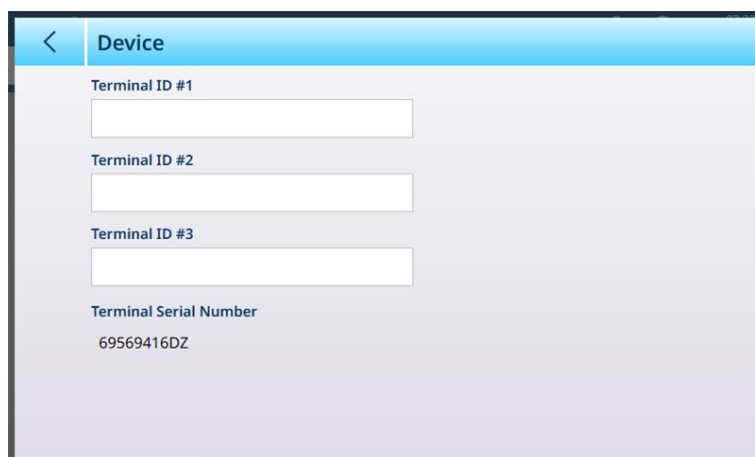 Device
Terminal ID #1
Terminal ID #2
Terminal ID #3
Terminal Serial Number
69569416DZ